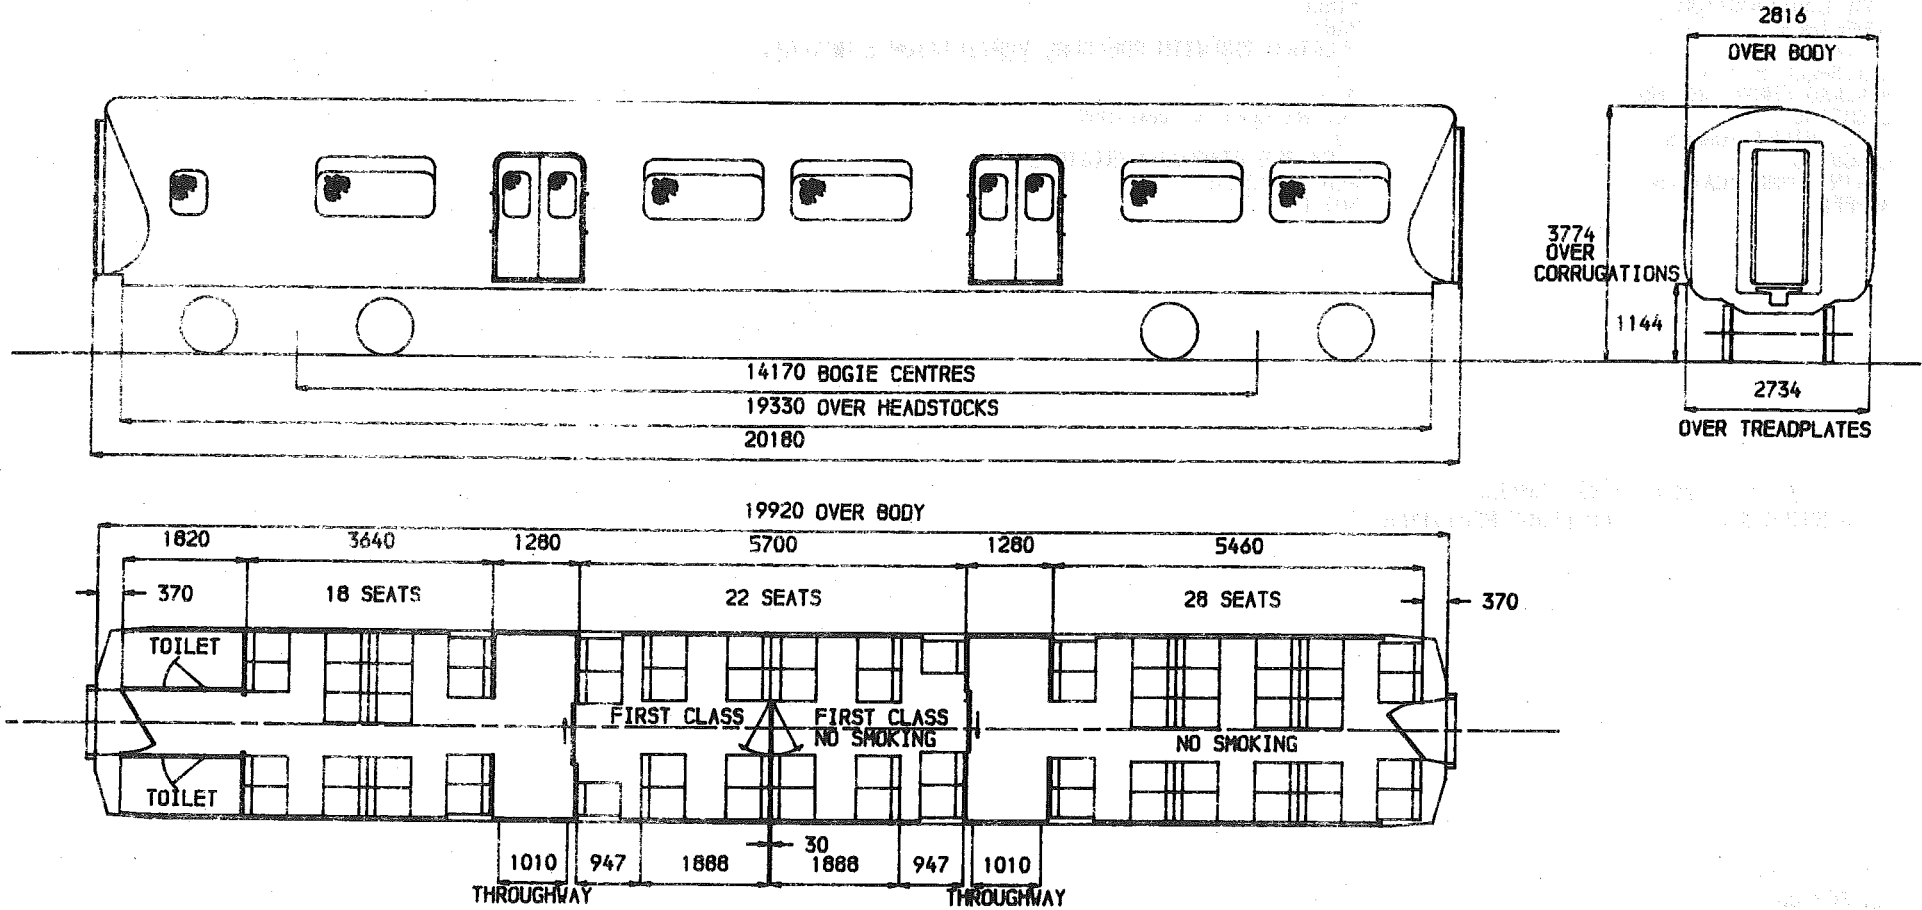 2816
OVER BODY
3774
OVER
CORRUGATIONS
1144
14170 BOGIE CENTRES
19330 OVER HEADSTOCKS
20180
2734
OVER TREADPLATES
19920 OVER BODY
1820 3640 1280 5700 1280 5460
370 18 SEATS 22 SEATS 28 SEATS 370
TOILET
FIRST CLASS FIRST CLASS
NO SMOKING NO SMOKING
TOILET
30
1010 947 1888 1888 947 1010
THROUGHWAY THROUGHWAY